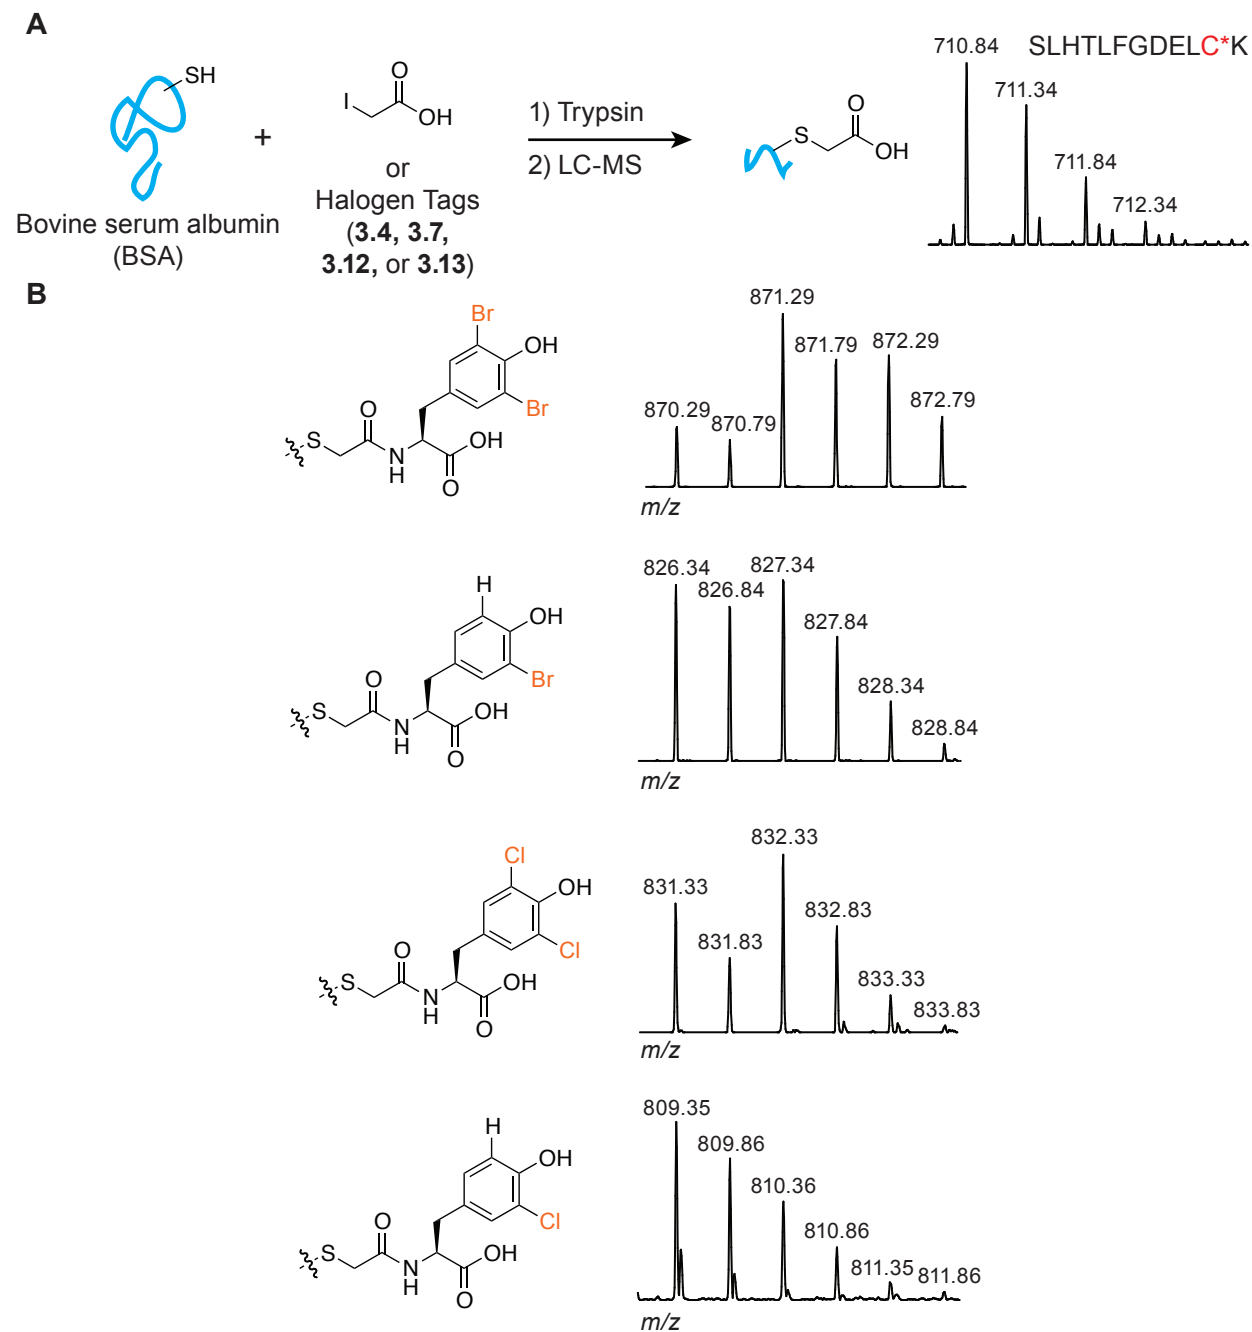 A
SH
+
I
O
OH
or
Halogen Tags
(3.4, 3.7,
3.12, or 3.13)
1) Trypsin
2) LC-MS
S
O
OH
Bovine serum albumin
(BSA)
SLHTLFGDELC*K
710.84
711.34
711.84
712.34
B
Br
OH
Br
O
S
N
H
OH
O
870.29
870.79
871.29
871.79
872.29
872.79
m/z
H
OH
Br
O
S
N
H
OH
O
826.34
826.84
827.34
827.84
828.34
828.84
m/z
Cl
OH
Cl
O
S
N
H
OH
O
831.33
831.83
832.33
832.83
833.33
833.83
m/z
H
OH
Cl
O
S
N
H
OH
O
809.35
809.86
810.36
810.86
811.35
811.86
m/z